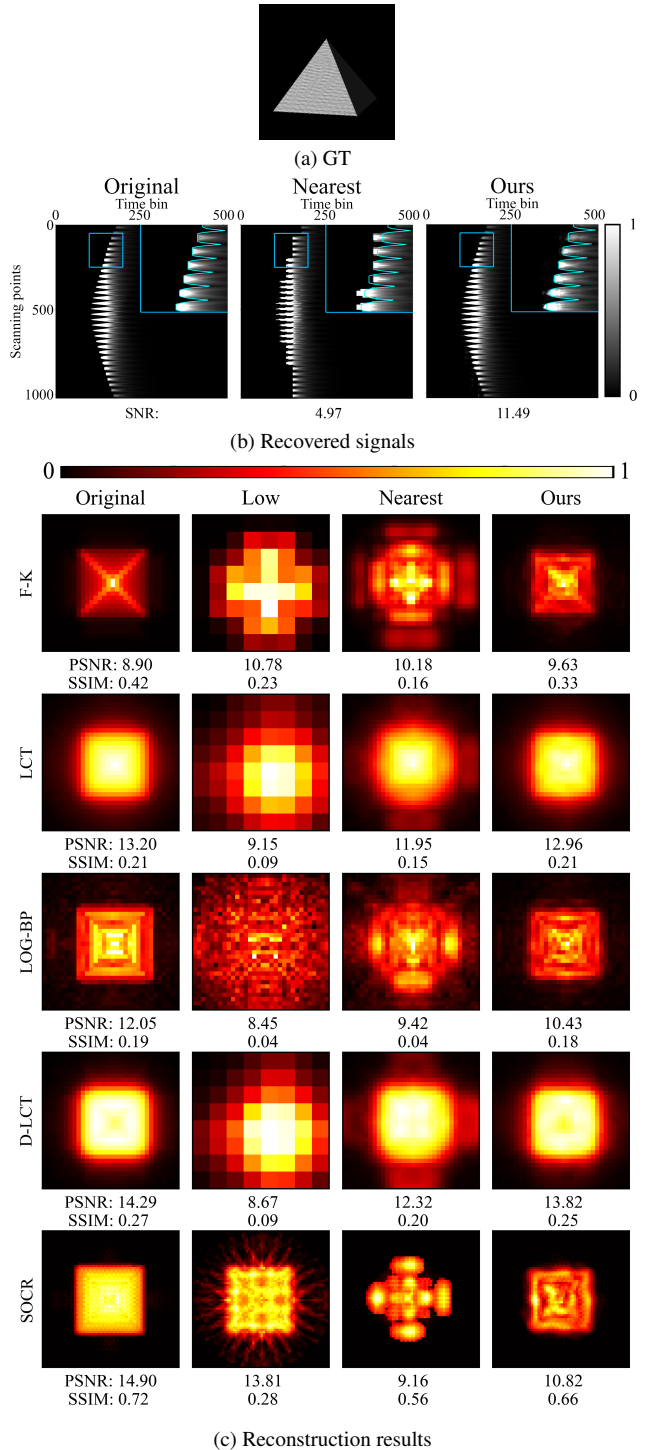 (a) GT
Original Nearest Ours
Time bin Time bin Time bin
0 250 500 0 250 500 0 250 500
Scanning points
0
500
1000
1
0
SNR: 4.97 11.49
(b) Recovered signals
0 1
Original Low Nearest Ours
F-K
PSNR: 8.90 10.78 10.18 9.63
SSIM: 0.42 0.23 0.16 0.33
LCT
PSNR: 13.20 9.15 11.95 12.96
SSIM: 0.21 0.09 0.15 0.21
LOG-BP
PSNR: 12.05 8.45 9.42 10.43
SSIM: 0.19 0.04 0.04 0.18
D-LCT
PSNR: 14.29 8.67 12.32 13.82
SSIM: 0.27 0.09 0.20 0.25
SOCR
PSNR: 14.90 13.81 9.16 10.82
SSIM: 0.72 0.28 0.56 0.66
(c) Reconstruction results